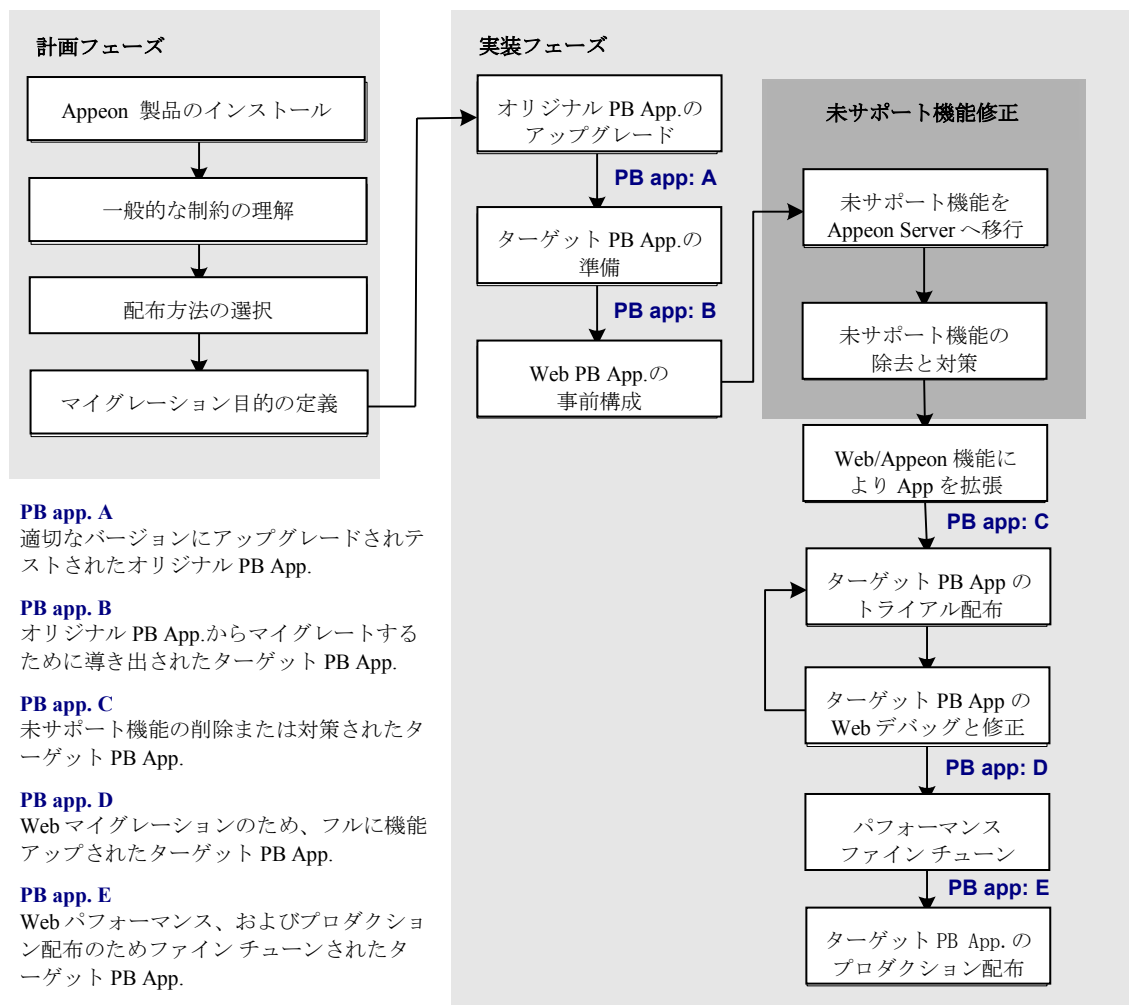 計画フェーズ
Appeon 製品のインストール
一般的な制約の理解
配布方法の選択
マイグレーション目的の定義
実装フェーズ
オリジナル PB App.の
アップグレード
PB app: A
ターゲット PB App.の
準備
PB app: B
Web PB App.の
事前構成
未サポート機能修正
未サポート機能を
Appeon Server へ移行
未サポート機能の
除去と対策
Web/Appeon 機能に
より App を拡張
PB app: C
ターゲット PB App の
トライアル配布
ターゲット PB App の
Web デバッグと修正
PB app: D
パフォーマンス
ファイン チューン
PB app: E
ターゲット PB App. の
プロダクション配布
PB app. A
適切なバージョンにアップグレードされテ
ストされたオリジナル PB App.
PB app. B
オリジナル PB App.からマイグレートする
ために導き出されたターゲット PB App.
PB app. C
未サポート機能の削除または対策されたタ
ーゲット PB App.
PB app. D
Web マイグレーションのため、フルに機能
アップされたターゲット PB App.
PB app. E
Web パフォーマンス、およびプロダクショ
ン配布のためファイン チューンされたタ
ーゲット PB App.